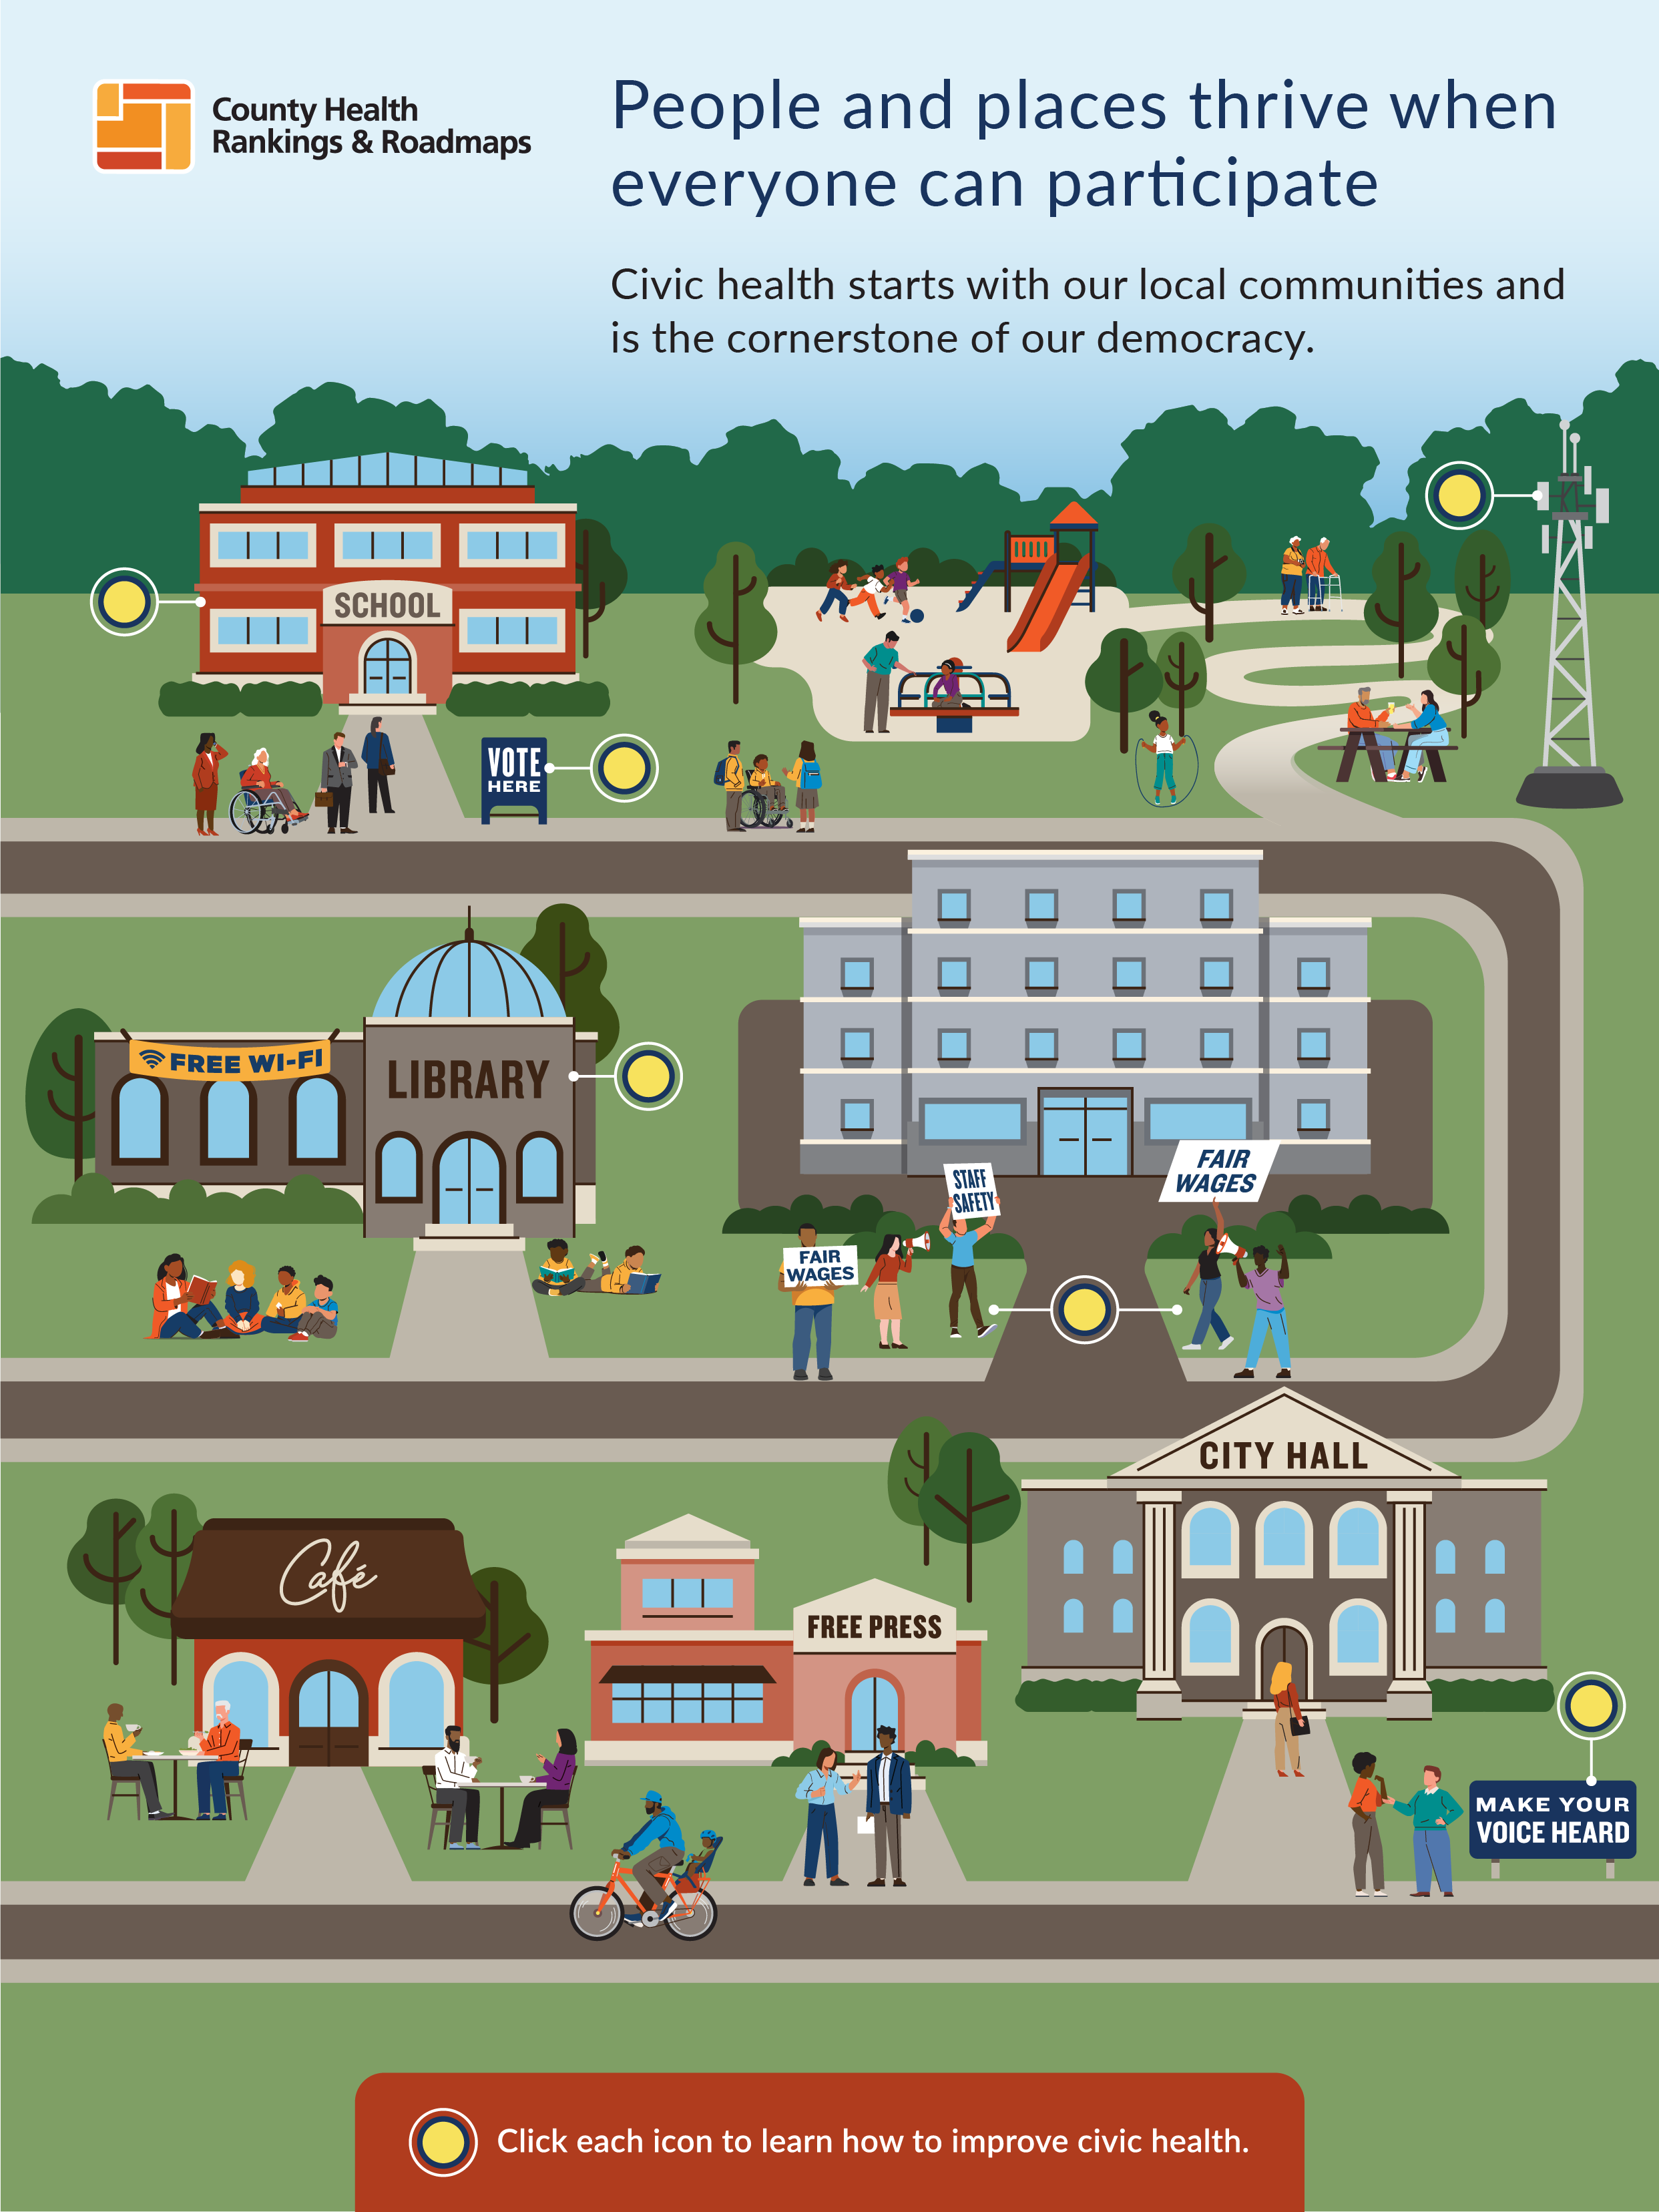 County Health
Rankings & Roadmaps
People and places thrive when
everyone can participate
Civic health starts with our local communities and
is the cornerstone of our democracy.
SCHOOL
VOTE
HERE
FREE WI-FI
LIBRARY
STAFF
SAFETY
FAIR
WAGES
FAIR
WAGES
CITY HALL
Café
FREE PRESS
MAKE YOUR
VOICE HEARD
Click each icon to learn how to improve civic health.